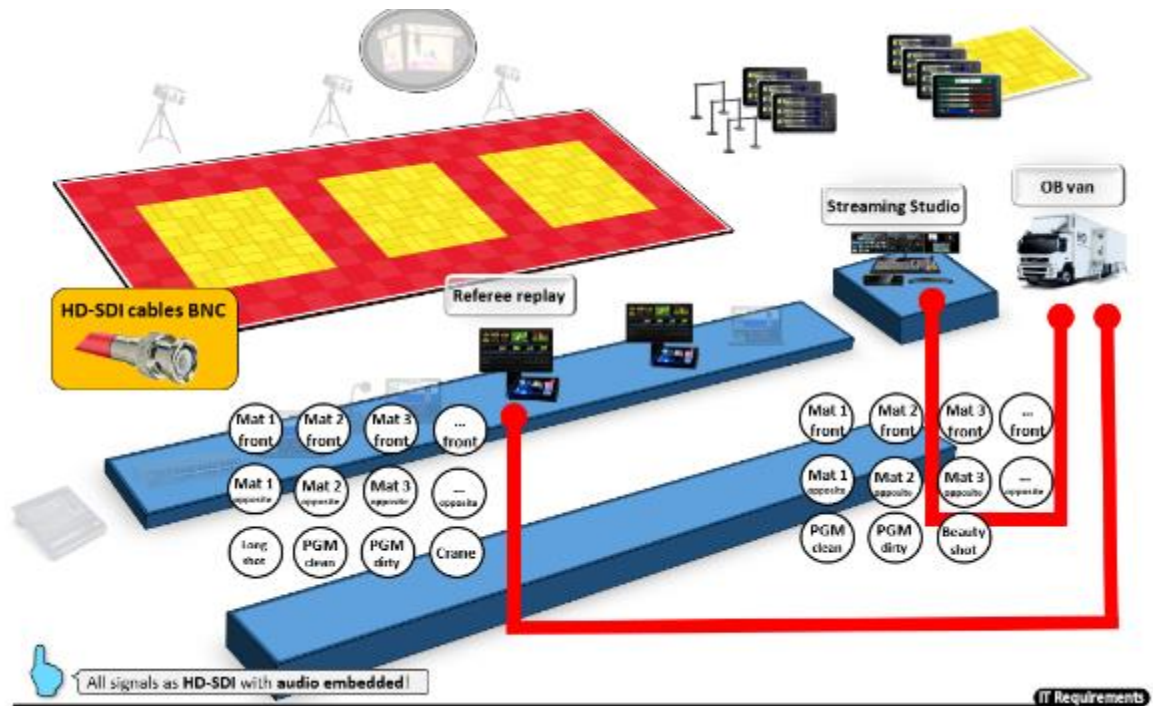 OB van
Streaming Studio
Referee replay
HD-SDI cables BNC
Mat 1
front
Mat 2
front
Mat 3
front
...
front
Mat 1
opposite
Mat 2
opposite
Mat 3
opposite
...
opposite
Long
shot
PGM
clean
PGM
dirty
Crane
Mat 1
front
Mat 2
front
Mat 3
front
...
front
Mat 1
opposite
Mat 2
opposite
Mat 3
opposite
...
opposite
PGM
clean
PGM
dirty
Beauty
shot
All signals as HD-SDI with audio embedded!
IT Requirements